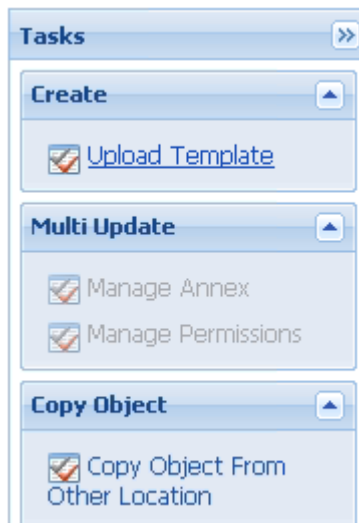 Tasks
Create
Upload Template
Multi Update
Manage Annex
Manage Permissions
Copy Object
Copy Object From
Other Location